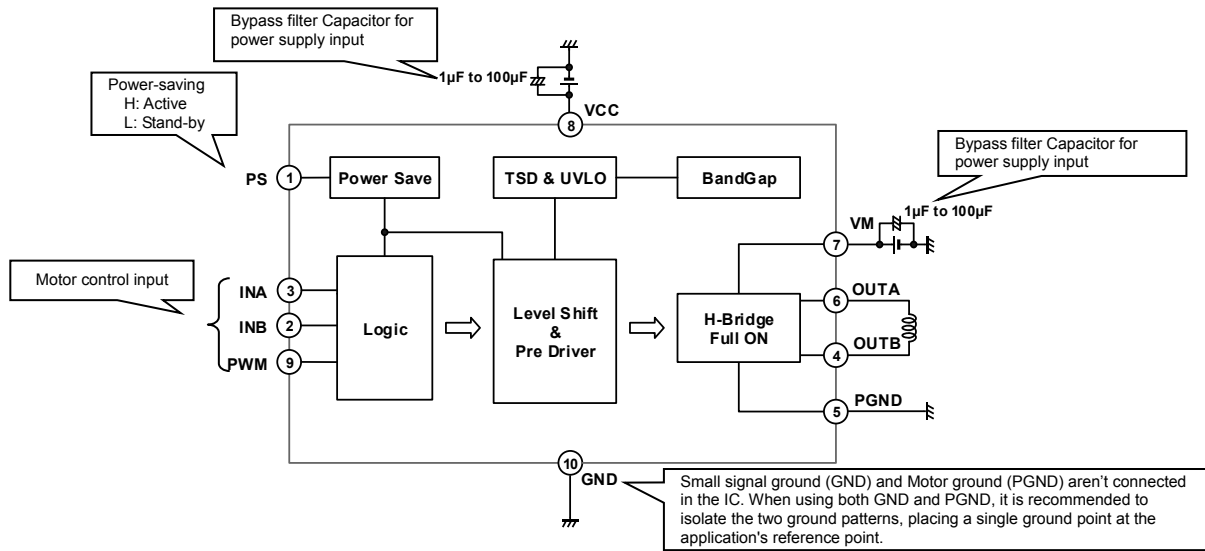 Bypass filter Capacitor for
power supply input
1µF to 100µF
Power-saving
H: Active
L: Stand-by
8
VCC
Bypass filter Capacitor for
power supply input
PS
1
Power Save
TSD & UVLO
BandGap
1µF to 100µF
VM
7
Motor control input
INA
3
INB
2
PWM
9
Logic
Level Shift
&
Pre Driver
H-Bridge
Full ON
6
OUTA
4
OUTB
5
PGND
10
GND
Small signal ground (GND) and Motor ground (PGND) aren't connected
in the IC. When using both GND and PGND, it is recommended to
isolate the two ground patterns, placing a single ground point at the
application's reference point.